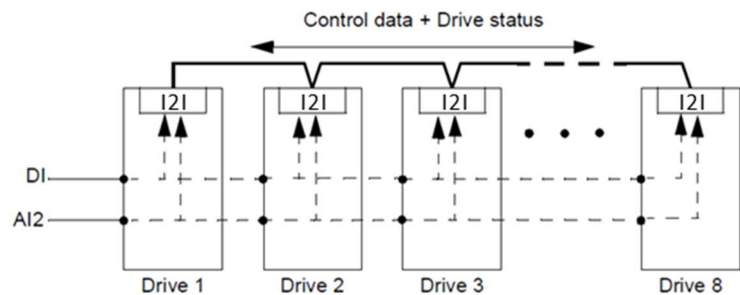 Control data + Drive status
I2I I2I I2I I2I
DI
AI2
Drive 1 Drive 2 Drive 3 Drive 8